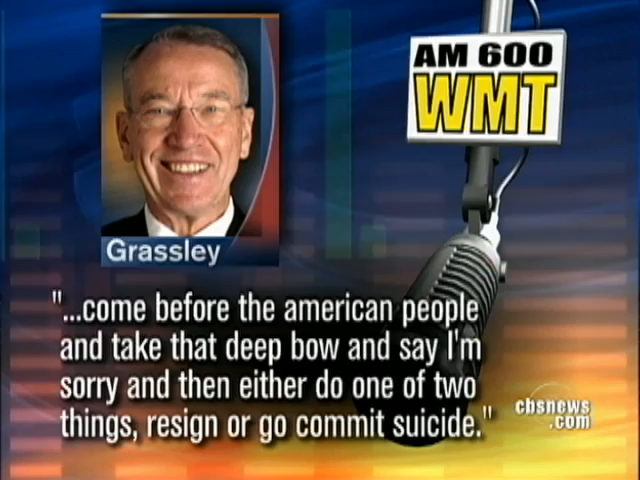 AM 600
WMT
Grassley
"...come before the american people
and take that deep bow and say I'm
sorry and then either do one of two
things, resign or go commit suicide."
cbsnews
.com